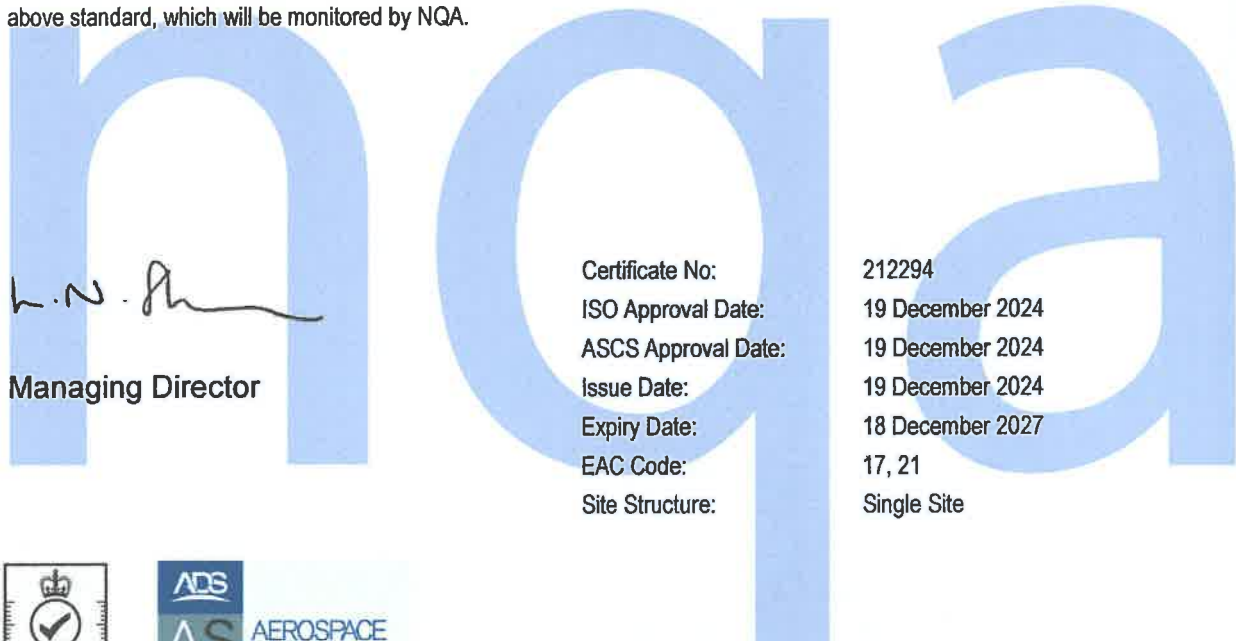 above standard, which will be monitored by NQA.
nqa
L.N.
Managing Director
Certificate No: 212294
ISO Approval Date: 19 December 2024
ASCS Approval Date: 19 December 2024
Issue Date: 19 December 2024
Expiry Date: 18 December 2027
EAC Code: 17, 21
Site Structure: Single Site
ADS
AS AEROSPACE